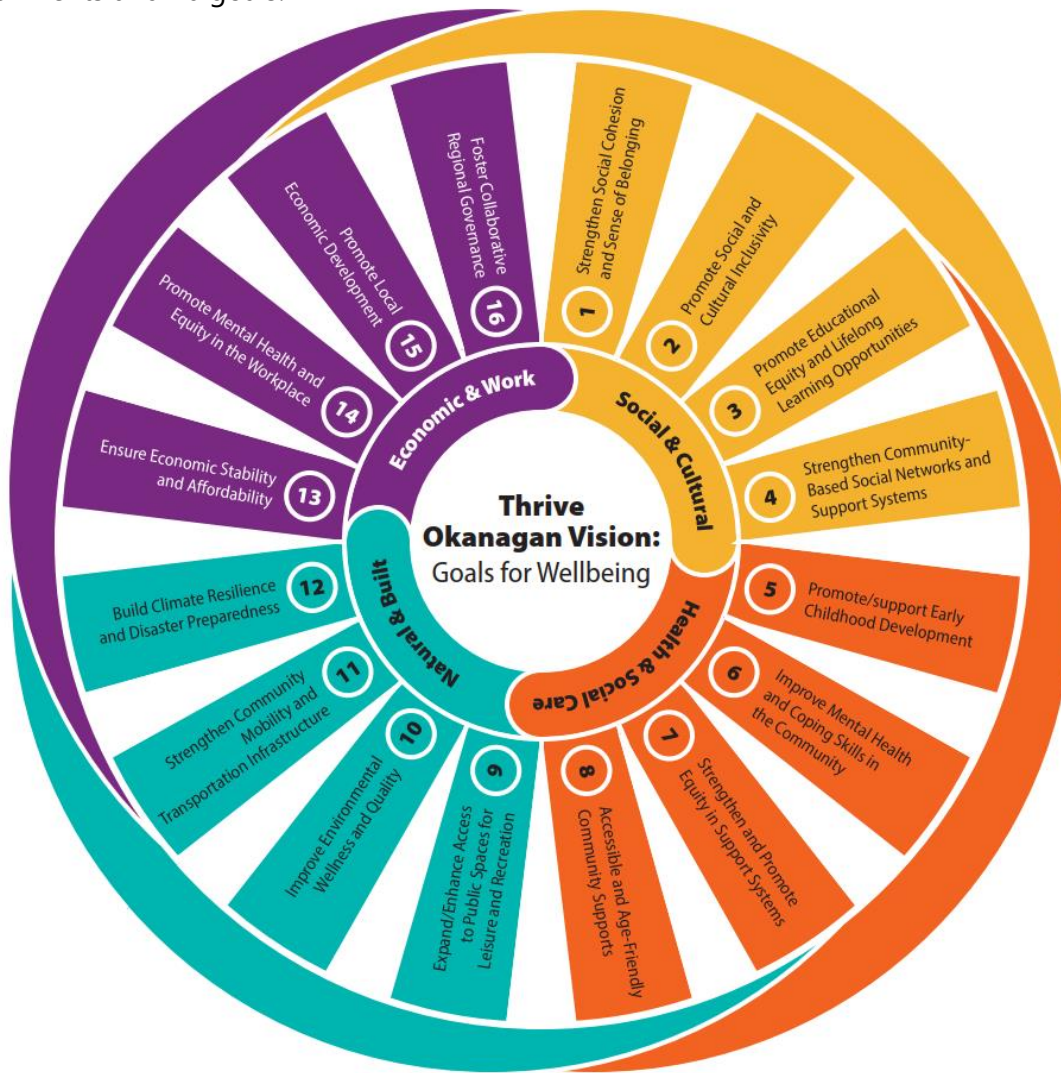 Thrive
Okanagan Vision:
Goals for Wellbeing
Social & Cultural
1
Strengthen Social Cohesion
and Sense of Belonging
2
Promote Social and
Cultural Inclusivity
3
Promote Educational
Equity and Lifelong
Learning Opportunities
4
Strengthen Community-
Based Social Networks and
Support Systems
Health & Social Care
5
Promote/support Early
Childhood Development
6
Improve Mental Health
and Coping Skills in
the Community
7
Strengthen and Promote
Equity in Support Systems
8
Accessible and Age-Friendly
Community Supports
Natural & Built
9
Expand/Enhance Access
to Public Spaces for
Leisure and Recreation
10
Improve Environmental
Wellness and Quality
11
Strengthen Community
Mobility and
Transportation Infrastructure
12
Build Climate Resilience
and Disaster Preparedness
Economic & Work
13
Ensure Economic Stability
and Affordability
14
Promote Mental Health and
Equity in the Workplace
15
Promote Local
Economic Development
16
Foster Collaborative
Regional Governance